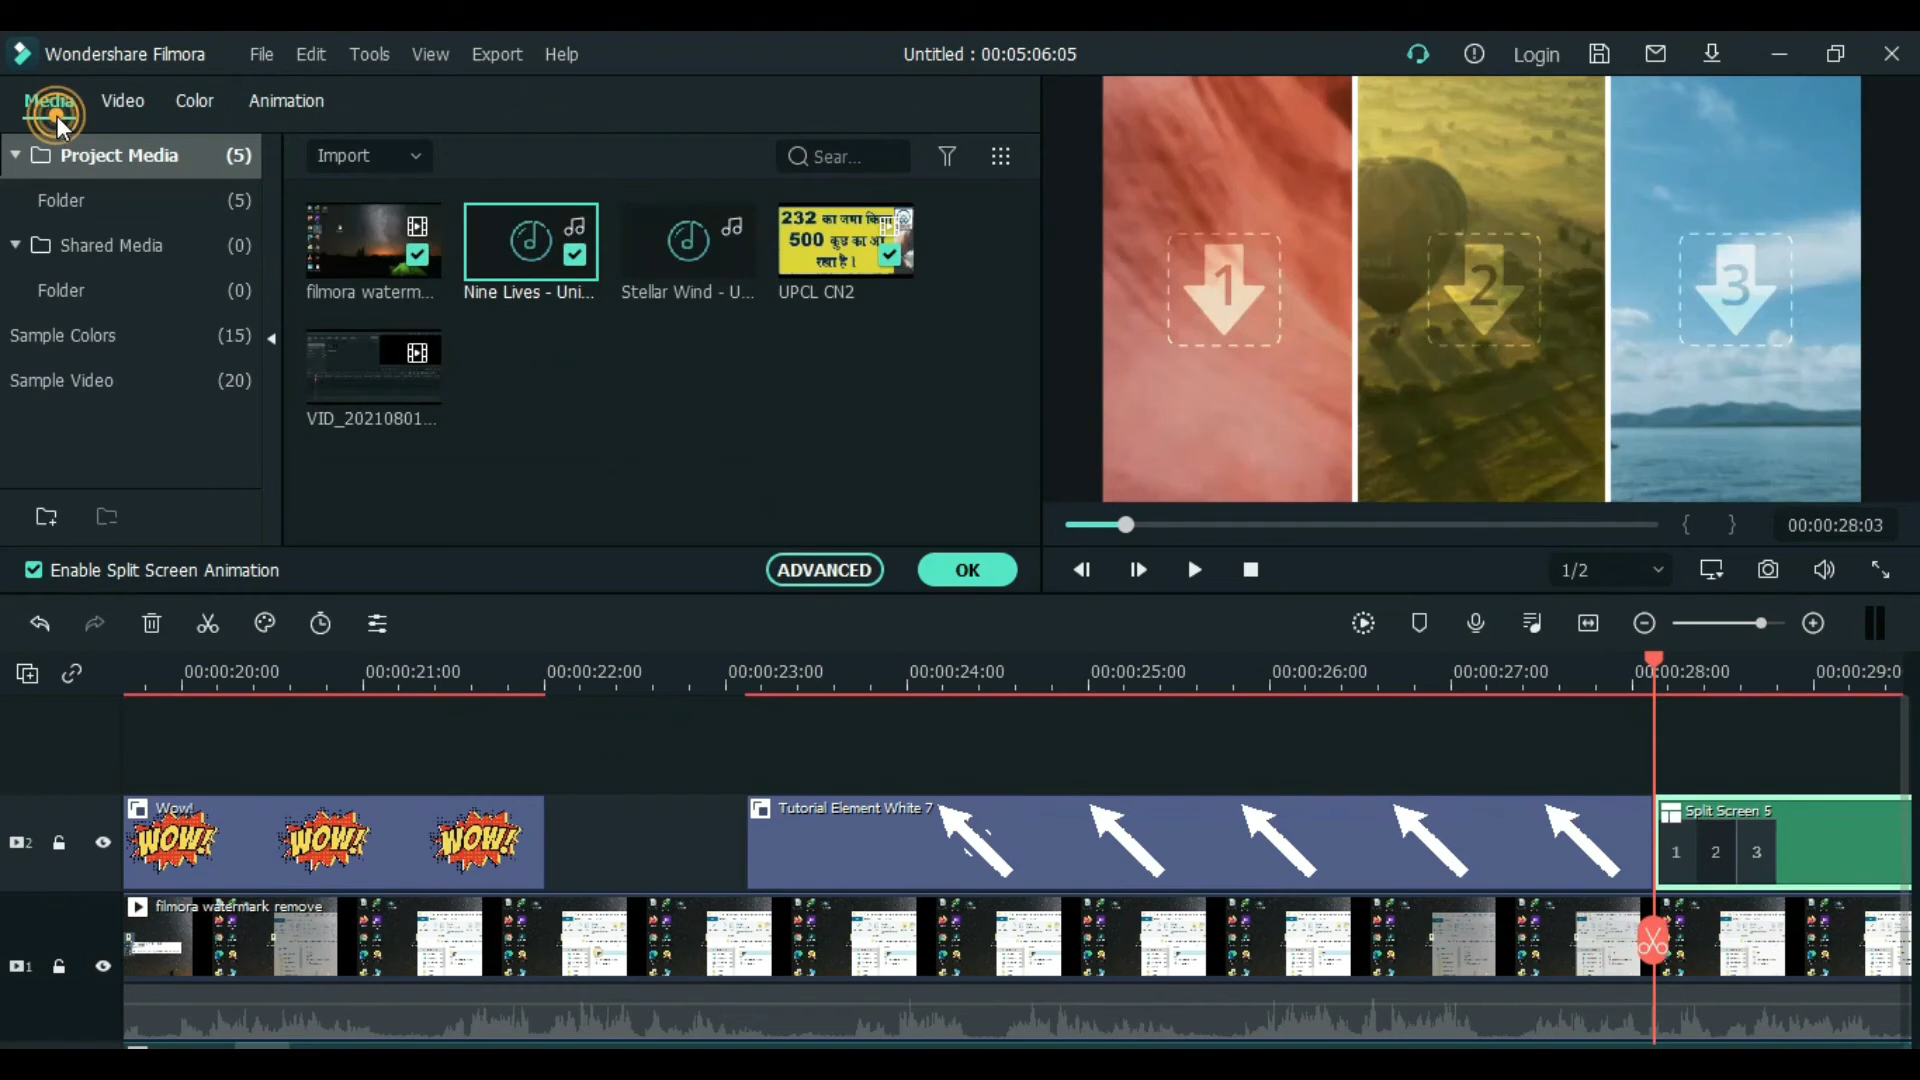 Wondershare Filmora
File Edit Tools View Export Help
Untitled : 00:05:06:05
Login
Media Video Color Animation
Project Media (5)
Folder (5)
Shared Media (0)
Folder (0)
Sample Colors (15)
Sample Video (20)
Import
Sear...
232 का जमा
500 कुछ का
रहा है।
filmora waterm...
Nine Lives - Uni...
Stellar Wind - U...
UPCL CN2
VID_20210801...
1 2 3
Enable Split Screen Animation
ADVANCED
OK
00:00:28:03
1/2
00:00:20:00 00:00:21:00 00:00:22:00 00:00:23:00 00:00:24:00 00:00:25:00 00:00:26:00 00:00:27:00 00:00:28:00 00:00:29:0
Wow!
WOW! WOW! WOW!
Tutorial Element White 7
Split Screen 5
1 2 3
2
filmora watermark remove
1